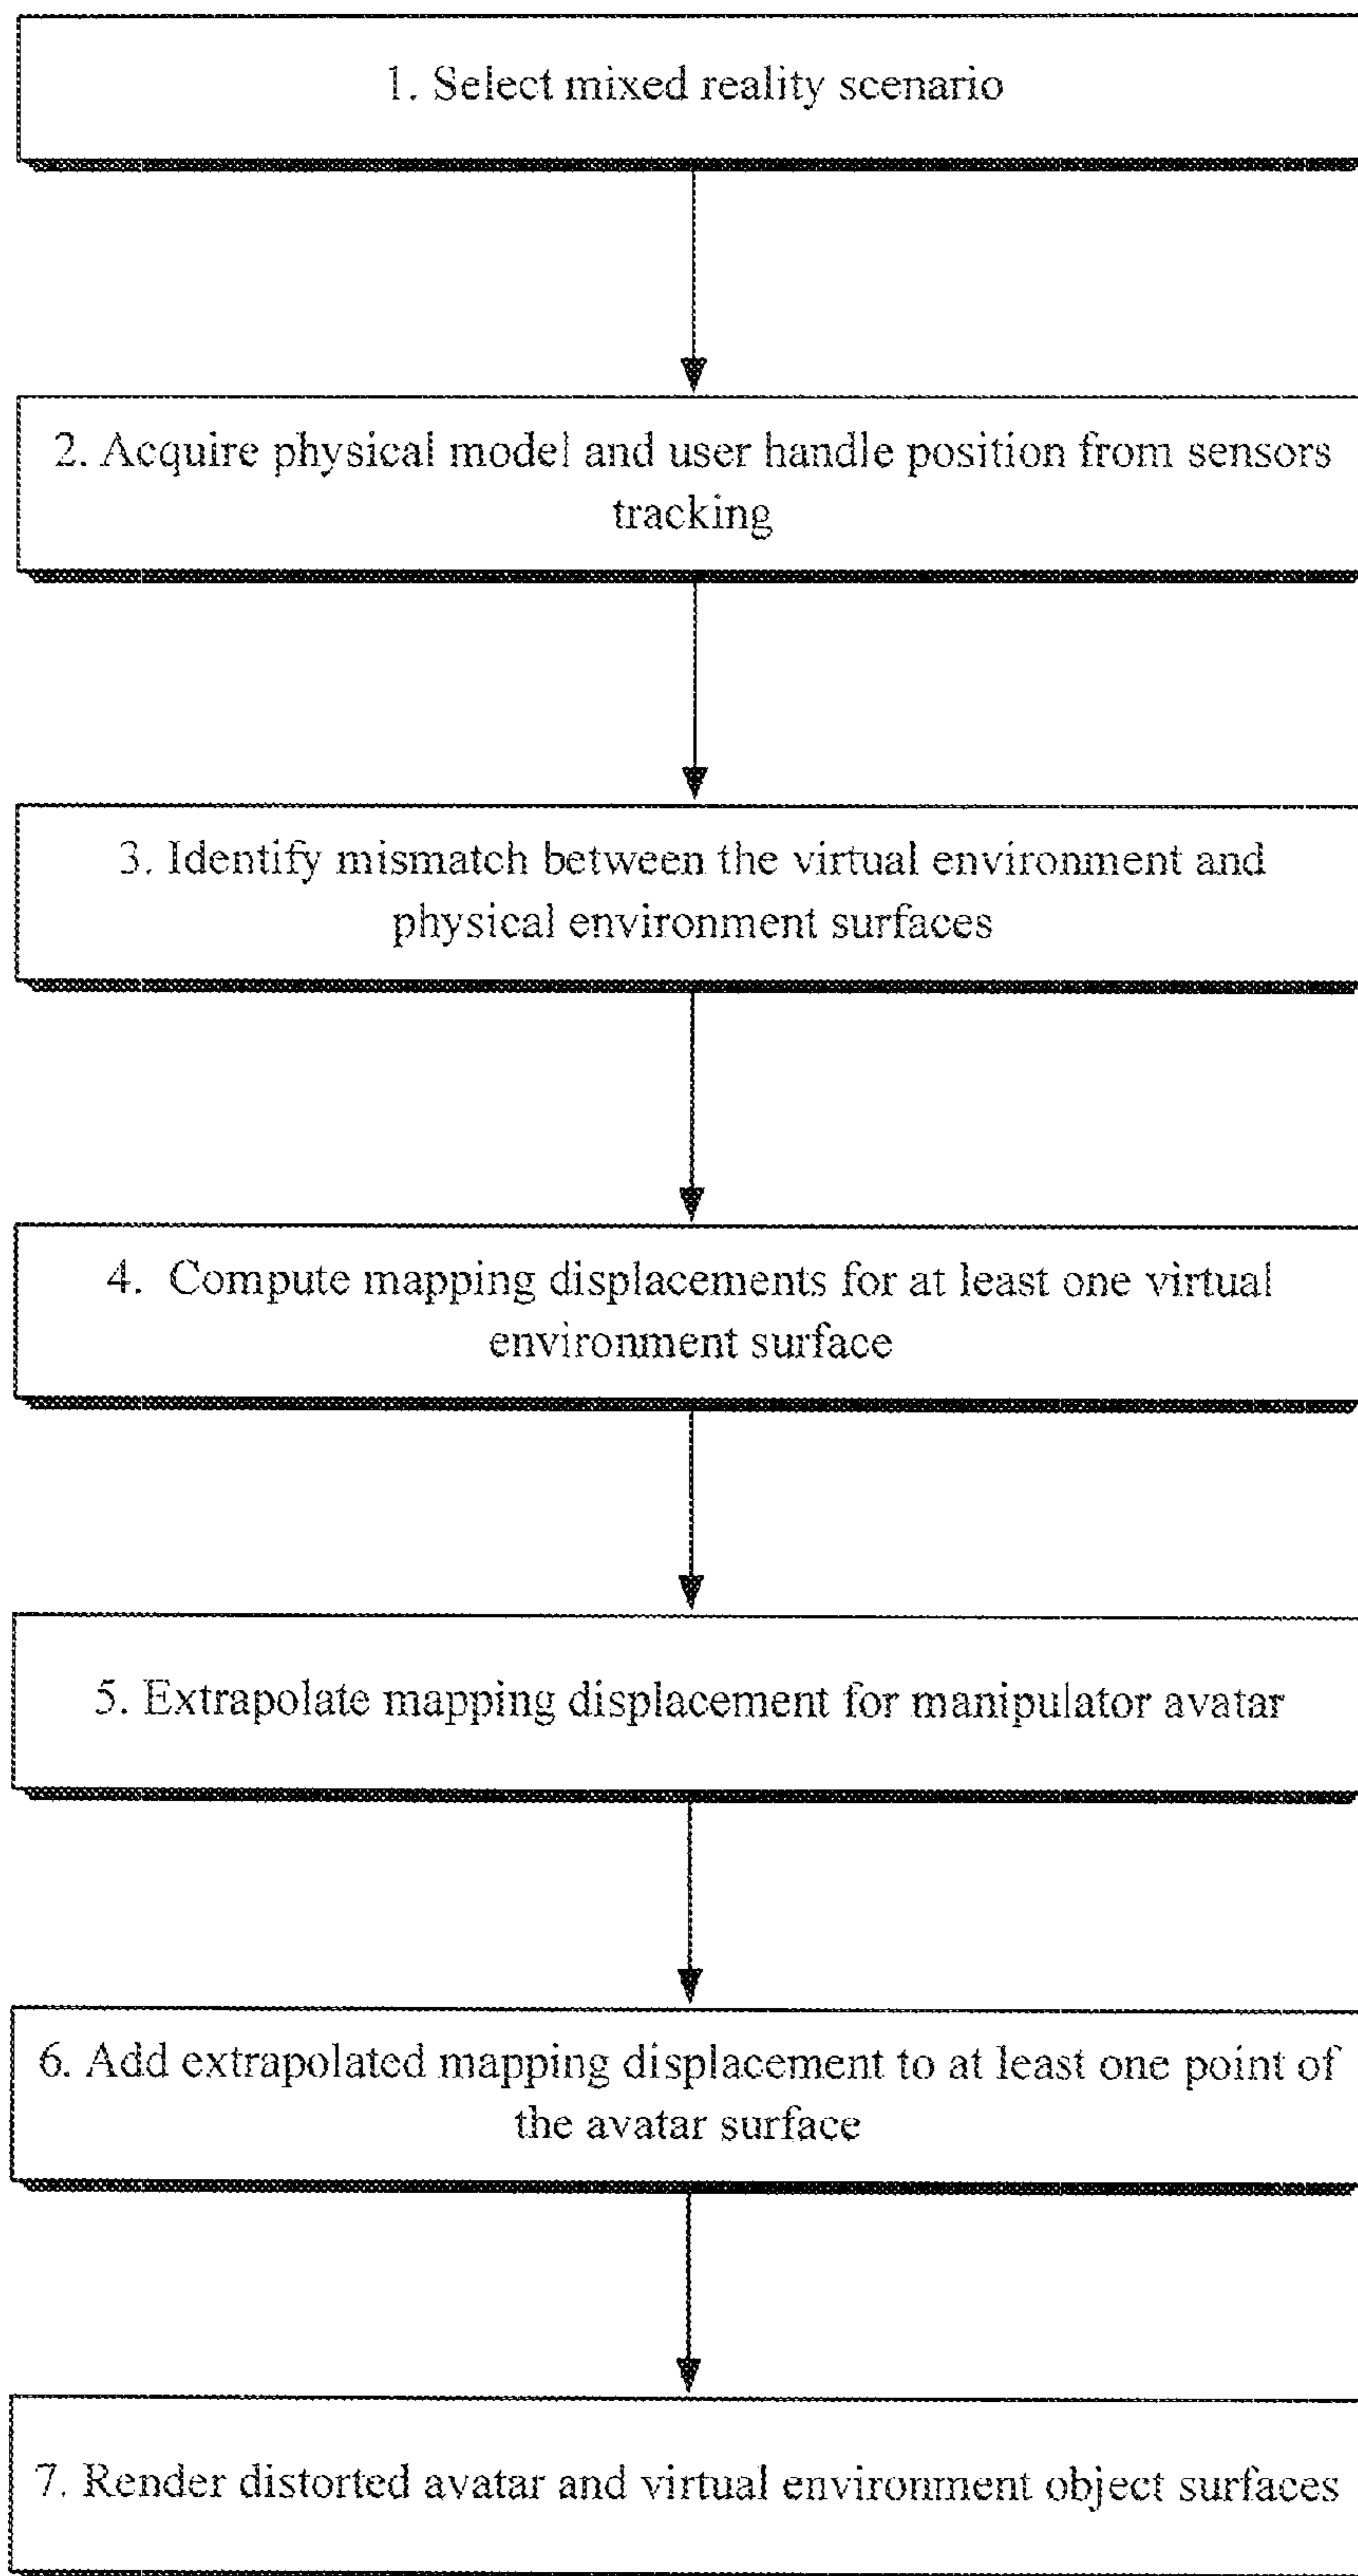 1. Select mixed reality scenario
2. Acquire physical model and user handle position from sensors
tracking
3. Identify mismatch between the virtual environment and
physical environment surfaces
4. Compute mapping displacements for at least one virtual
environment surface
5. Extrapolate mapping displacement for manipulator avatar
6. Add extrapolated mapping displacement to at least one point of
the avatar surface
7. Render distorted avatar and virtual environment object surfaces